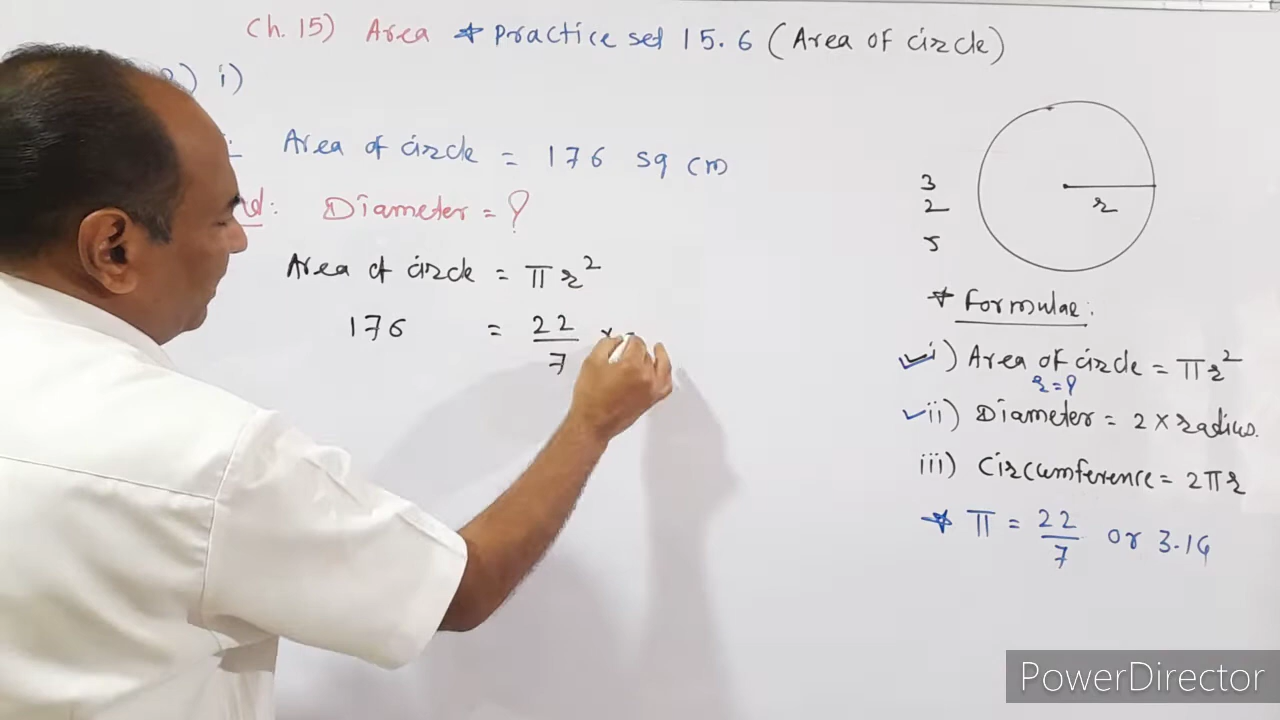 Ch. 15) Area * Practice set 15.6 (Area of circle)
) i)
Area of circle = 176 sq cm
Diameter = ?
Area of circle = πr²
176 = 22/7 ×
3
2
5
r
* Formulae:
i) Area of circle = πr²
r = ?
ii) Diameter = 2 × radius.
iii) Circumference = 2πr
* π = 22/7 or 3.14
PowerDirector